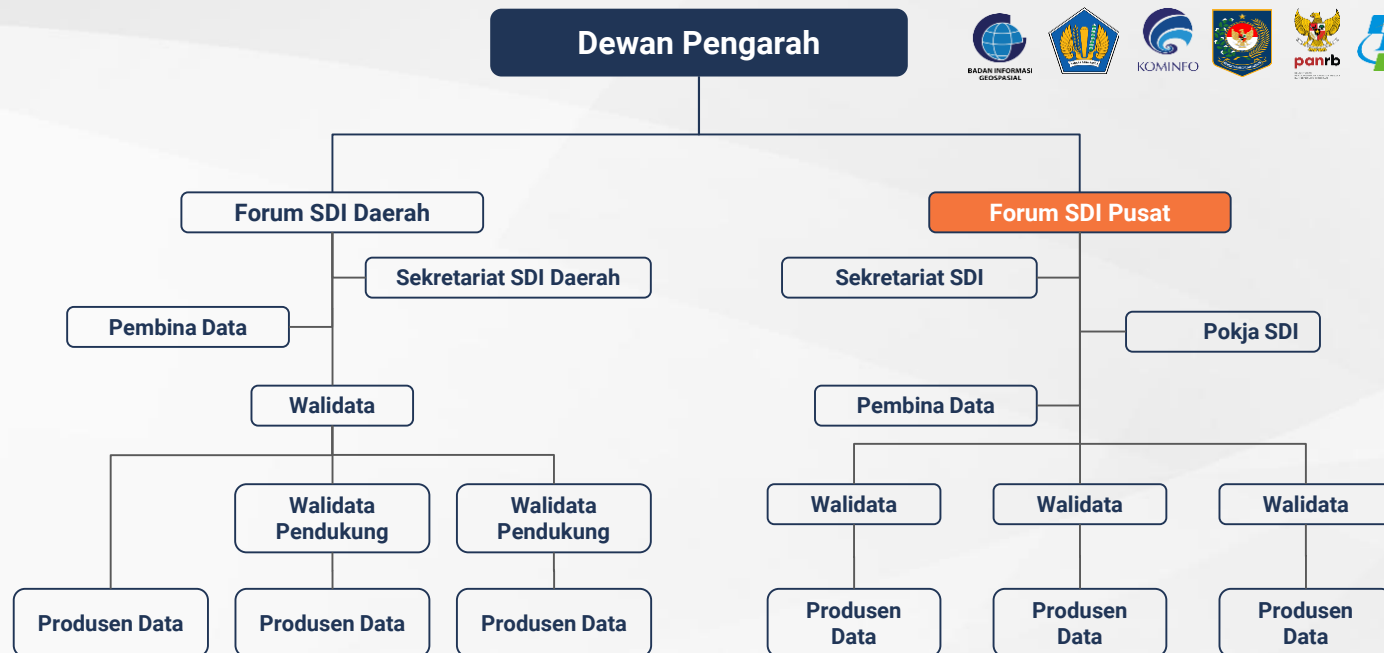 Dewan Pengarah
BADAN INFORMASI
GEOSPASIAL
KOMINFO
panrb
Forum SDI Daerah
Forum SDI Pusat
Sekretariat SDI Daerah
Sekretariat SDI
Pembina Data
Pokja SDI
Walidata
Pembina Data
Walidata
Pendukung
Walidata
Pendukung
Walidata
Walidata
Walidata
Produsen Data
Produsen Data
Produsen Data
Produsen
Data
Produsen
Data
Produsen
Data